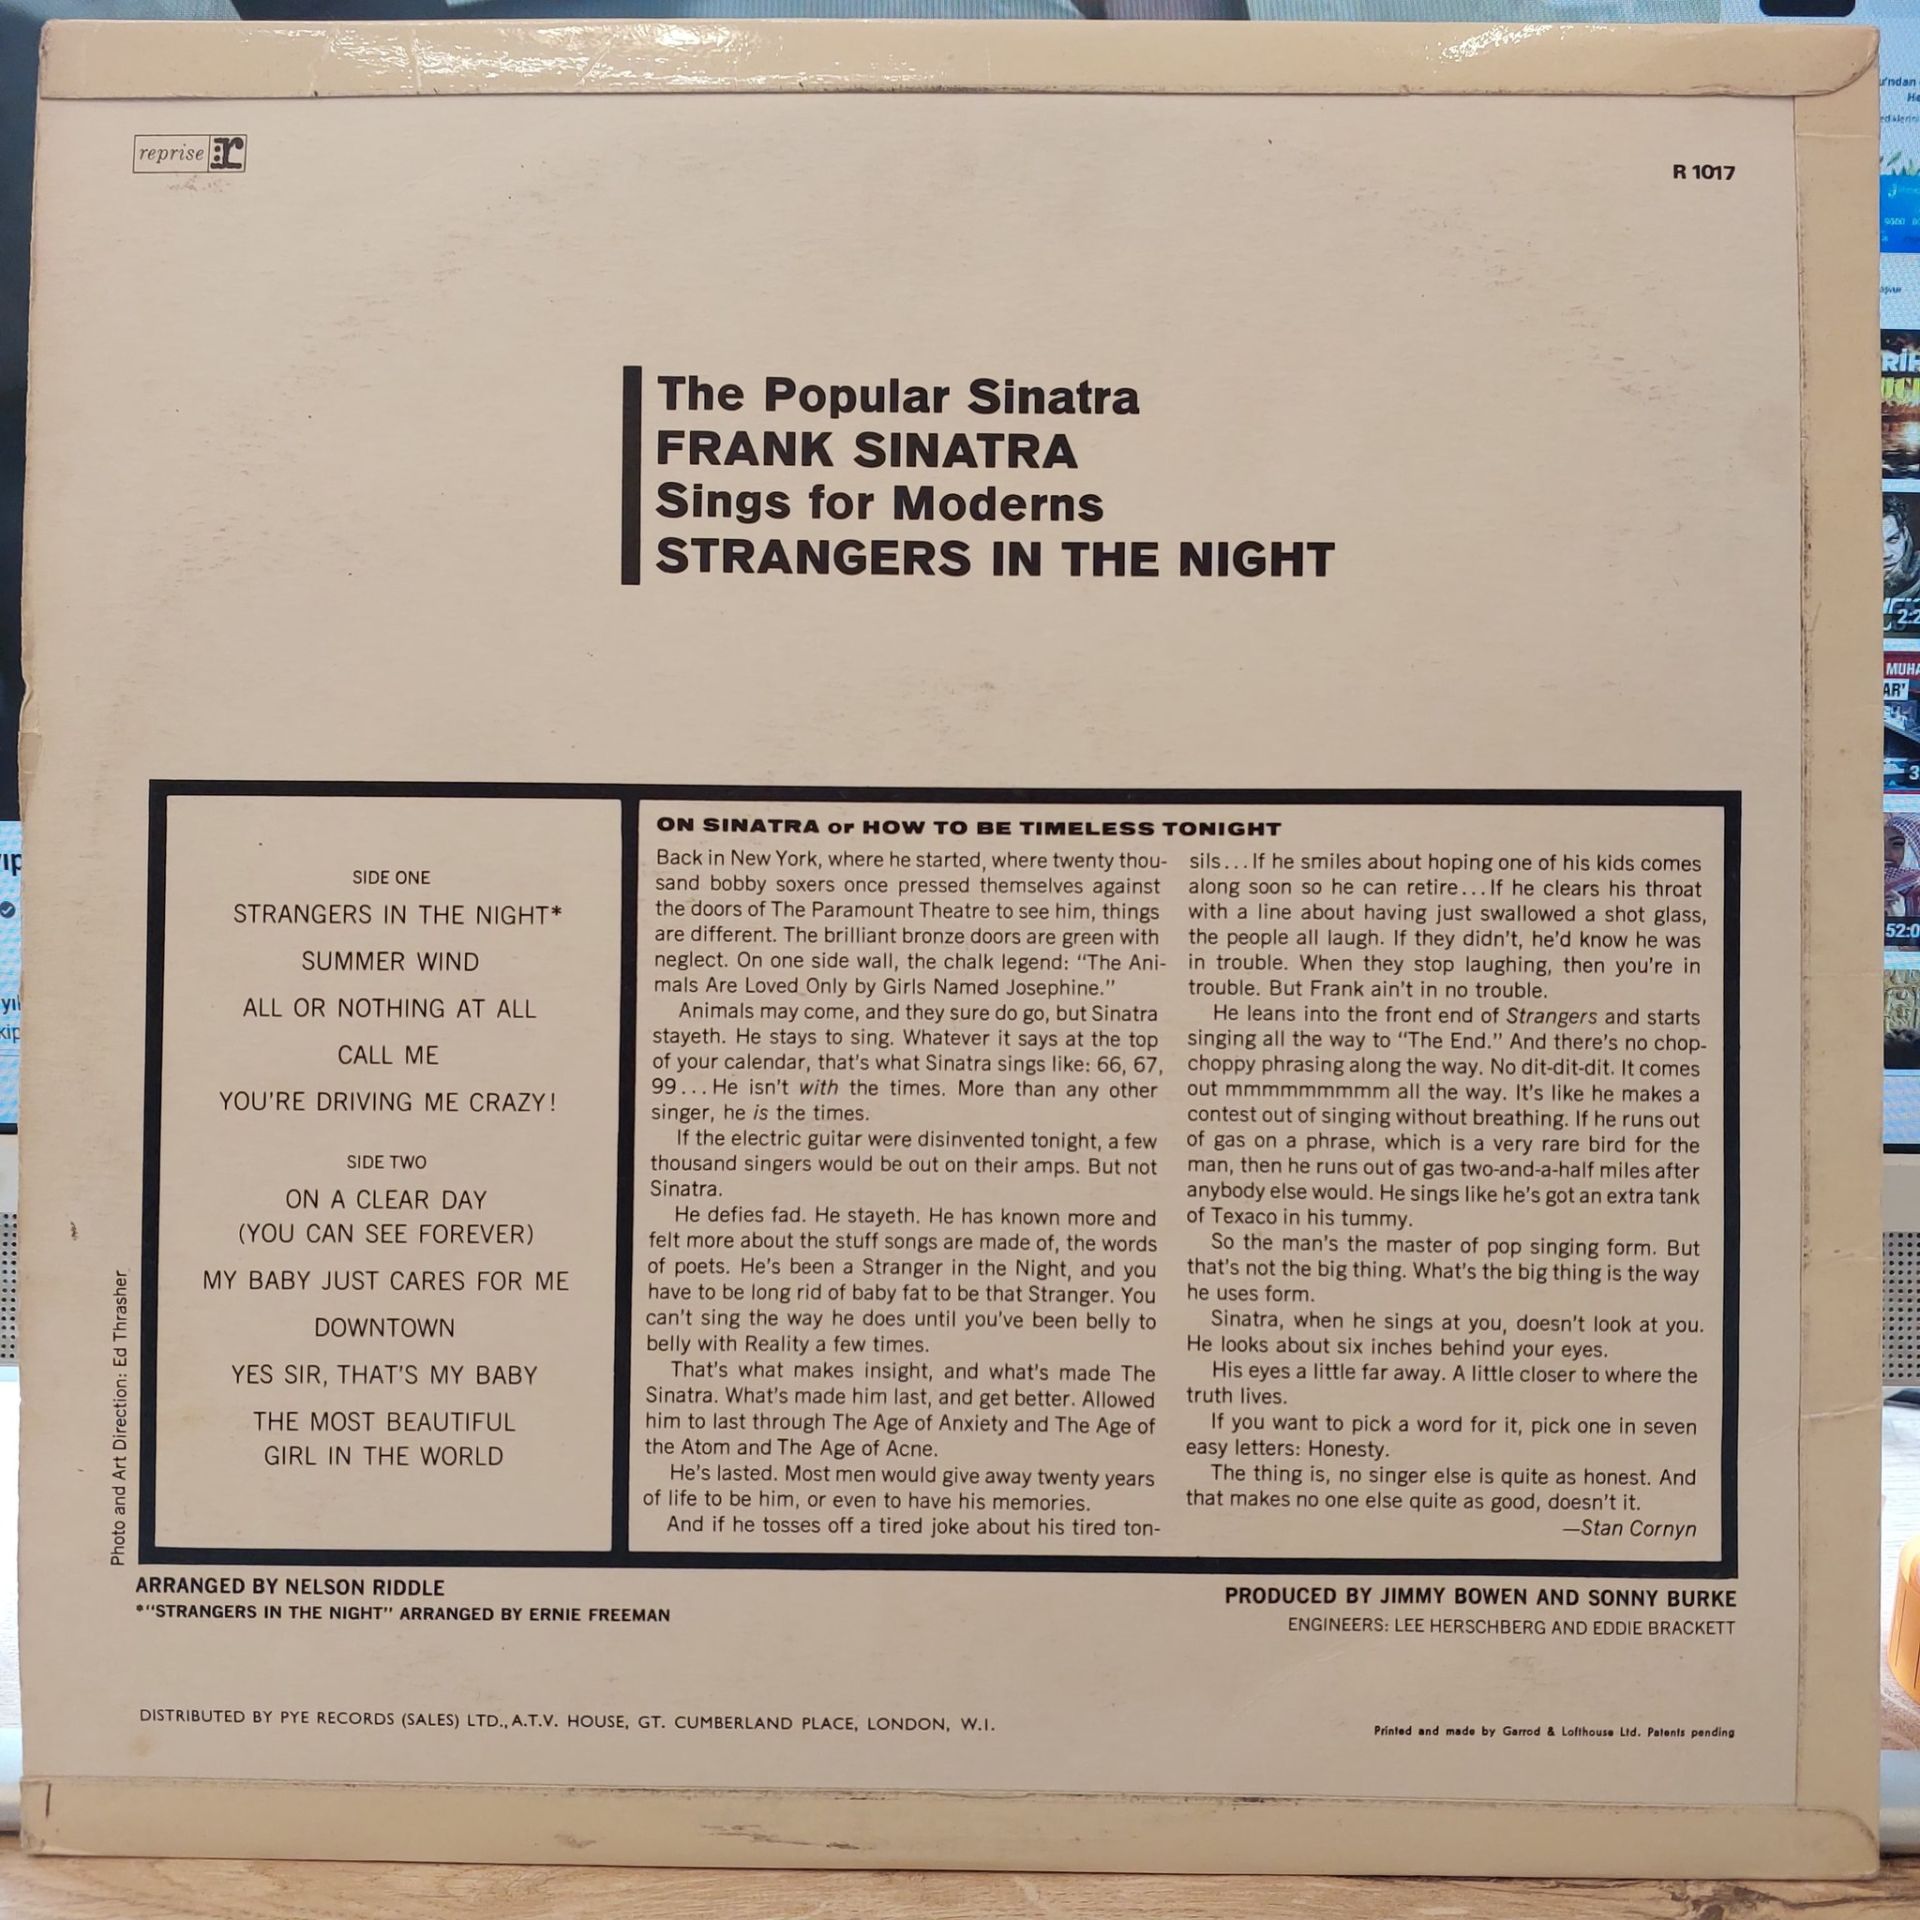 reprise r
R 1017
The Popular Sinatra
FRANK SINATRA
Sings for Moderns
STRANGERS IN THE NIGHT
SIDE ONE
STRANGERS IN THE NIGHT*
SUMMER WIND
ALL OR NOTHING AT ALL
CALL ME
YOU'RE DRIVING ME CRAZY!
SIDE TWO
ON A CLEAR DAY
(YOU CAN SEE FOREVER)
MY BABY JUST CARES FOR ME
DOWNTOWN
YES SIR, THAT'S MY BABY
THE MOST BEAUTIFUL
GIRL IN THE WORLD
ON SINATRA or HOW TO BE TIMELESS TONIGHT
Back in New York, where he started, where twenty thou-
sand bobby soxers once pressed themselves against
the doors of The Paramount Theatre to see him, things
are different. The brilliant bronze doors are green with
neglect. On one side wall, the chalk legend: "The Ani-
mals Are Loved Only by Girls Named Josephine."
Animals may come, and they sure do go, but Sinatra
stayeth. He stays to sing. Whatever it says at the top
of your calendar, that's what Sinatra sings like: 66, 67,
99...He isn't with the times. More than any other
singer, he is the times.
If the electric guitar were disinvented tonight, a few
thousand singers would be out on their amps. But not
Sinatra.
He defies fad. He stayeth. He has known more and
felt more about the stuff songs are made of, the words
of poets. He's been a Stranger in the Night, and you
have to be long rid of baby fat to be that Stranger. You
can't sing the way he does until you've been belly to
belly with Reality a few times.
That's what makes insight, and what's made The
Sinatra. What's made him last, and get better. Allowed
him to last through The Age of Anxiety and The Age of
the Atom and The Age of Acne.
He's lasted. Most men would give away twenty years
of life to be him, or even to have his memories.
And if he tosses off a tired joke about his tired ton-
sils...If he smiles about hoping one of his kids comes
along soon so he can retire...If he clears his throat
with a line about having just swallowed a shot glass,
the people all laugh. If they didn't, he'd know he was
in trouble. When they stop laughing, then you're in
trouble. But Frank ain't in no trouble.
He leans into the front end of Strangers and starts
singing all the way to "The End." And there's no chop-
choppy phrasing along the way. No dit-dit-dit. It comes
out mmmmmmmmm all the way. It's like he makes a
contest out of singing without breathing. If he runs out
of gas on a phrase, which is a very rare bird for the
man, then he runs out of gas two-and-a-half miles after
anybody else would. He sings like he's got an extra tank
of Texaco in his tummy.
So the man's the master of pop singing form. But
that's not the big thing. What's the big thing is the way
he uses form.
Sinatra, when he sings at you, doesn't look at you.
He looks about six inches behind your eyes.
His eyes a little far away. A little closer to where the
truth lives.
If you want to pick a word for it, pick one in seven
easy letters: Honesty.
The thing is, no singer else is quite as honest. And
that makes no one else quite as good, doesn't it.
—Stan Cornyn
Photo and Art Direction: Ed Thrasher
ARRANGED BY NELSON RIDDLE
*"STRANGERS IN THE NIGHT" ARRANGED BY ERNIE FREEMAN
PRODUCED BY JIMMY BOWEN AND SONNY BURKE
ENGINEERS: LEE HERSCHBERG AND EDDIE BRACKETT
DISTRIBUTED BY PYE RECORDS (SALES) LTD., A.T.V. HOUSE, GT. CUMBERLAND PLACE, LONDON, W.I.
Printed and made by Garrod & Lofthouse Ltd. Patents pending